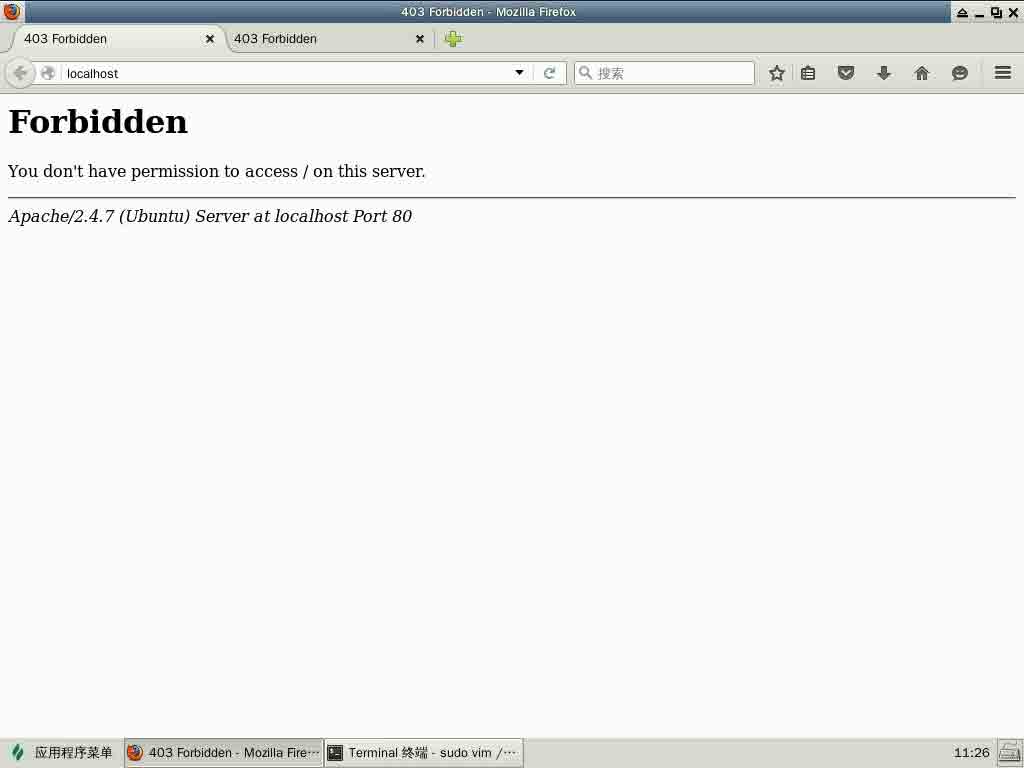 403 Forbidden - Mozilla Firefox
403 Forbidden
403 Forbidden
localhost
搜索
Forbidden
You don't have permission to access / on this server.
Apache/2.4.7 (Ubuntu) Server at localhost Port 80
应用程序菜单
403 Forbidden - Mozilla Fire···
Terminal 终端 - sudo vim /···
11:26